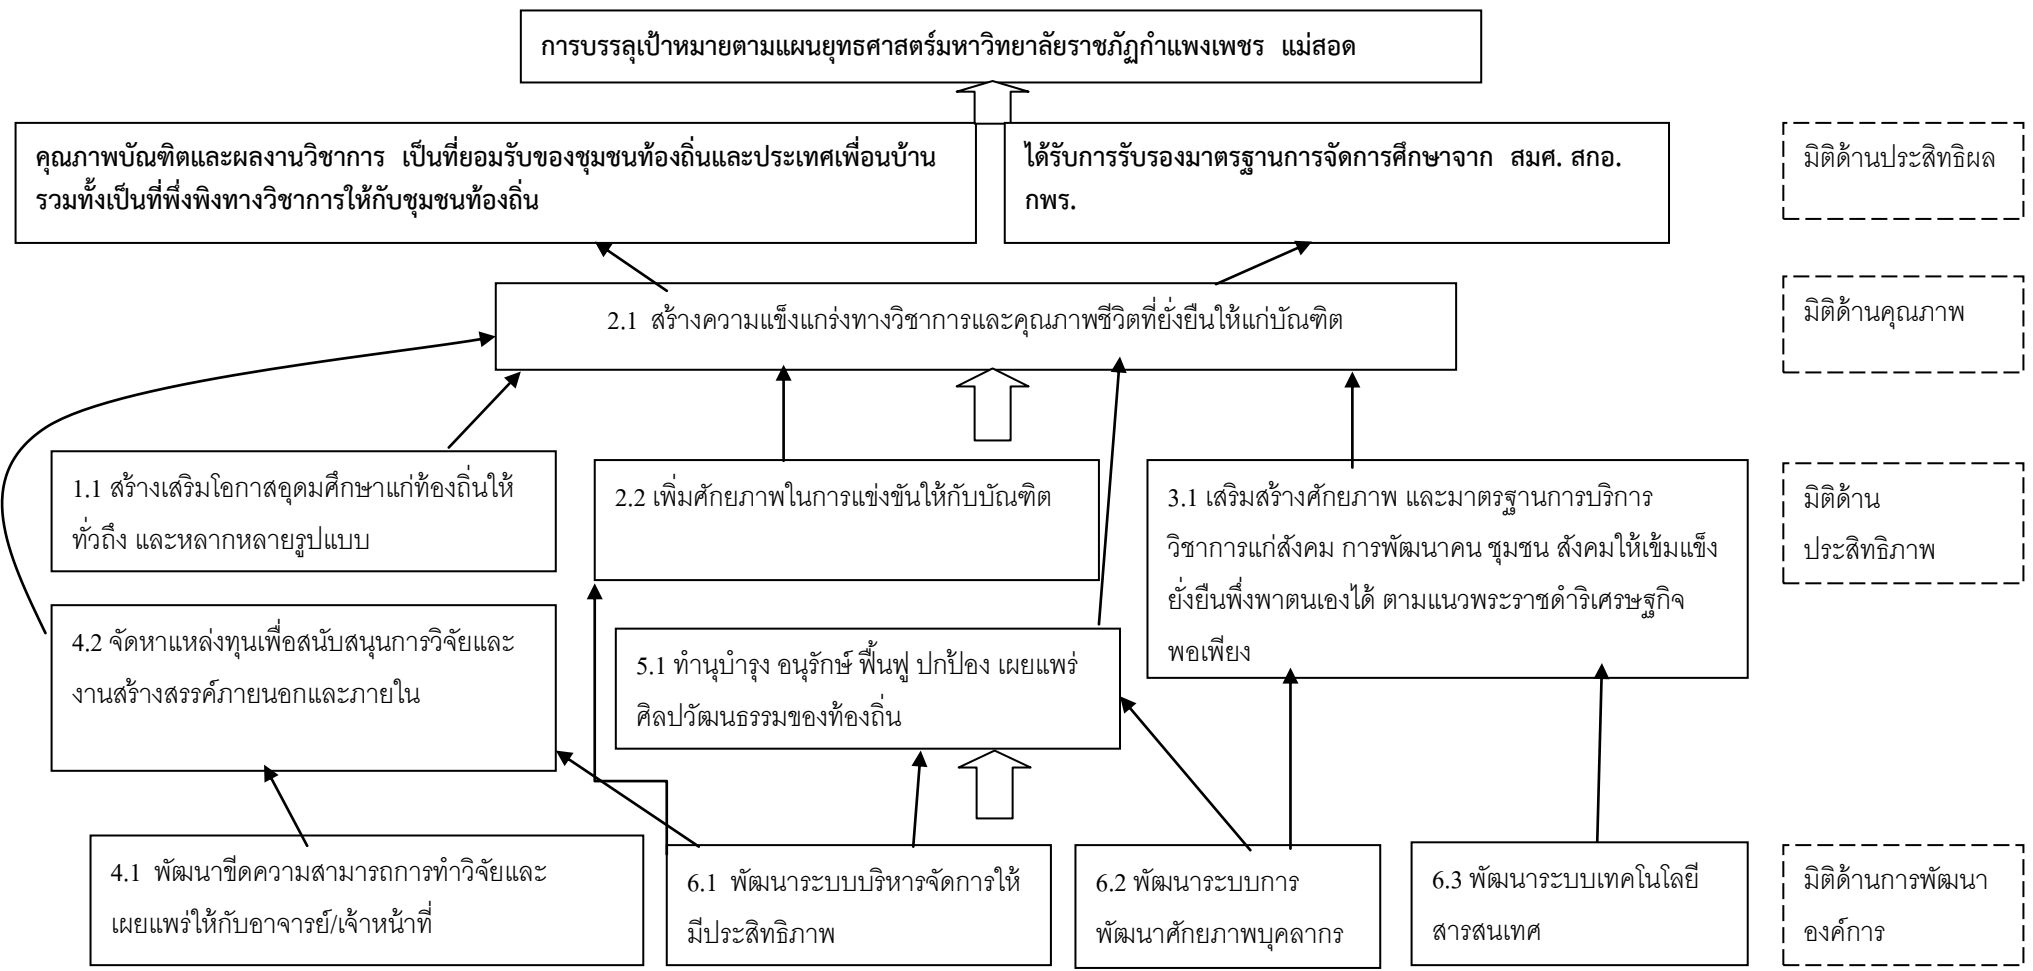 การบรรลุเป้าหมายตามแผนยุทธศาสตร์มหาวิทยาลัยราชภัฏกำแพงเพชร แม่สอด
คุณภาพบัณฑิตและผลงานวิชาการ เป็นที่ยอมรับของชุมชนท้องถิ่นและประเทศเพื่อนบ้าน
รวมทั้งเป็นที่พึ่งพิงทางวิชาการให้กับชุมชนท้องถิ่น
ได้รับการรับรองมาตรฐานการจัดการศึกษาจาก สมศ. สกอ.
กพร.
มิติด้านประสิทธิผล
2.1 สร้างความแข็งแกร่งทางวิชาการและคุณภาพชีวิตที่ยั่งยืนให้แก่บัณฑิต
มิติด้านคุณภาพ
1.1 สร้างเสริมโอกาสอุดมศึกษาแก่ท้องถิ่นให้
ทั่วถึง และหลากหลายรูปแบบ
2.2 เพิ่มศักยภาพในการแข่งขันให้กับบัณฑิต
3.1 เสริมสร้างศักยภาพ และมาตรฐานการบริการ
วิชาการแก่สังคม การพัฒนาคน ชุมชน สังคมให้เข้มแข็ง
ยั่งยืนพึ่งพาตนเองได้ ตามแนวพระราชดำริเศรษฐกิจ
พอเพียง
มิติด้าน
ประสิทธิภาพ
4.2 จัดหาแหล่งทุนเพื่อสนับสนุนการวิจัยและ
งานสร้างสรรค์ภายนอกและภายใน
5.1 ทำนุบำรุง อนุรักษ์ ฟื้นฟู ปกป้อง เผยแพร่
ศิลปวัฒนธรรมของท้องถิ่น
4.1 พัฒนาขีดความสามารถการทำวิจัยและ
เผยแพร่ให้กับอาจารย์/เจ้าหน้าที่
6.1 พัฒนาระบบบริหารจัดการให้
มีประสิทธิภาพ
6.2 พัฒนาระบบการ
พัฒนาศักยภาพบุคลากร
6.3 พัฒนาระบบเทคโนโลยี
สารสนเทศ
มิติด้านการพัฒนา
องค์การ